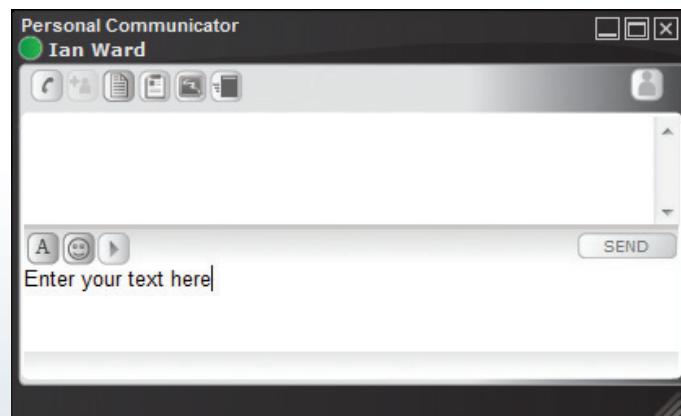 Personal Communicator
Ian Ward
A
SEND
Enter your text here